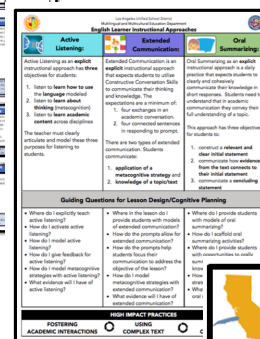 Los Angeles Unified School District
Multilingual and Multicultural Education Department
English Learner Instructional Approaches
Active
Listening:
Active Listening as an explicit
instructional approach has three
objectives for students:
1. listen to learn how to use
the language modeled
2. listen to learn about
thinking (metacognition)
3. listen to learn academic
content across disciplines
The teacher must clearly
articulate and model these three
purposes for listening to
students.
Extended
Communication:
Extended Communication is an
explicit instructional approach
that expects students to utilize
Constructive Conversation Skills
to communicate their thinking
and knowledge. The
expectations are a minimum of:
1. four exchanges in an
academic conversation.
2. four connected sentences
in responding to prompt.
There are two types of extended
communication. Students
communicate:
1. application of a
metacognitive strategy and
2. knowledge of a topic/text
Oral
Summarizing:
Oral Summarizing as an explicit
instructional approach is a daily
practice that expects students to
clearly and cohesively
communicate their knowledge in
short responses. Students need to
understand that in academic
communication they convey their
full understanding of a topic.
This approach has three objectives
for students to:
1. construct a relevant and
clear initial statement
2. communicate how evidence
from the text connects to
their initial statement
3. communicate a concluding
statement
Guiding Questions for Lesson Design/Cognitive Planning
• Where do I explicitly teach
active listening?
• How do I activate active
listening?
• How do I model active
listening?
• How do I give feedback for
active listening?
• How do I model metacognitive
strategies with active listening?
• What evidence will I have of
active listening?
• Where in the lesson do I
provide students with models
of extended communication?
• How do the prompts allow for
extended communication?
• How do the prompts help
students focus their
communication to address the
objective of the lesson?
• How do I model
metacognitive strategies with
extended communication?
• What evidence will I have of
extended communication?
• Where do I provide students
with models of oral
summarizing?
• How do I scaffold oral
summarizing activities?
• Where do I provide students
with opportunities to orally
HIGH IMPACT PRACTICES
FOSTERING
ACADEMIC INTERACTIONS
USING
COMPLEX TEXT